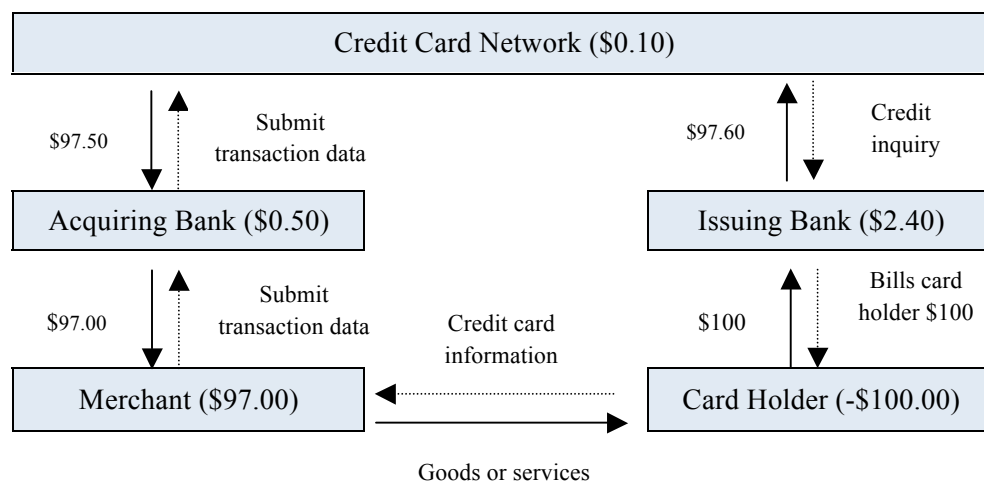 Credit Card Network ($0.10)
$97.50
Submit
transaction data
$97.60
Credit
inquiry
Acquiring Bank ($0.50)
Issuing Bank ($2.40)
$97.00
Submit
transaction data
Credit card
information
$100
Bills card
holder $100
Merchant ($97.00)
Card Holder (-$100.00)
Goods or services